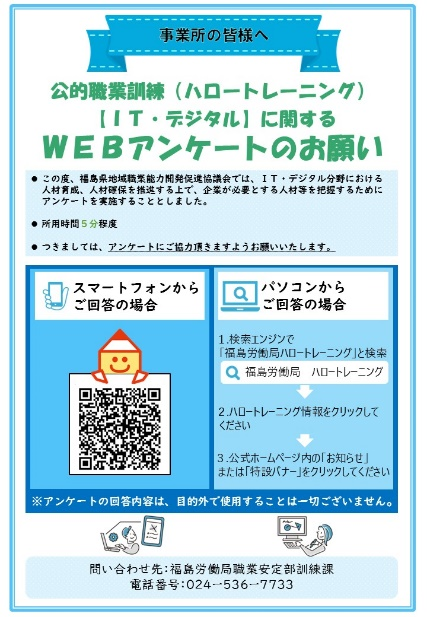 事業所の皆様へ
公的職業訓練（ハロートレーニング）
【ＩＴ・デジタル】に関する
ＷＥＢアンケートのお願い
● この度、福島県地域職業能力開発促進協議会では、ＩＴ・デジタル分野における
人材育成、人材確保を推進する上で、企業が必要とする人材等を把握するために
アンケートを実施することとしました。
● 所用時間５分程度
● つきましては、アンケートにご協力頂きますようお願いいたします。
スマートフォンから
ご回答の場合
パソコンから
ご回答の場合
1.検索エンジンで
「福島労働局ハロートレーニング」と検索
福島労働局　ハロートレーニング
2.ハロートレーニング情報をクリックして
ください
3.公式ホームページ内の「お知らせ」
または「特設バナー」をクリックしてください
※アンケートの回答内容は、目的外で使用することは一切ございません。
問い合わせ先：福島労働局職業安定部訓練課
電話番号：024－536－7733